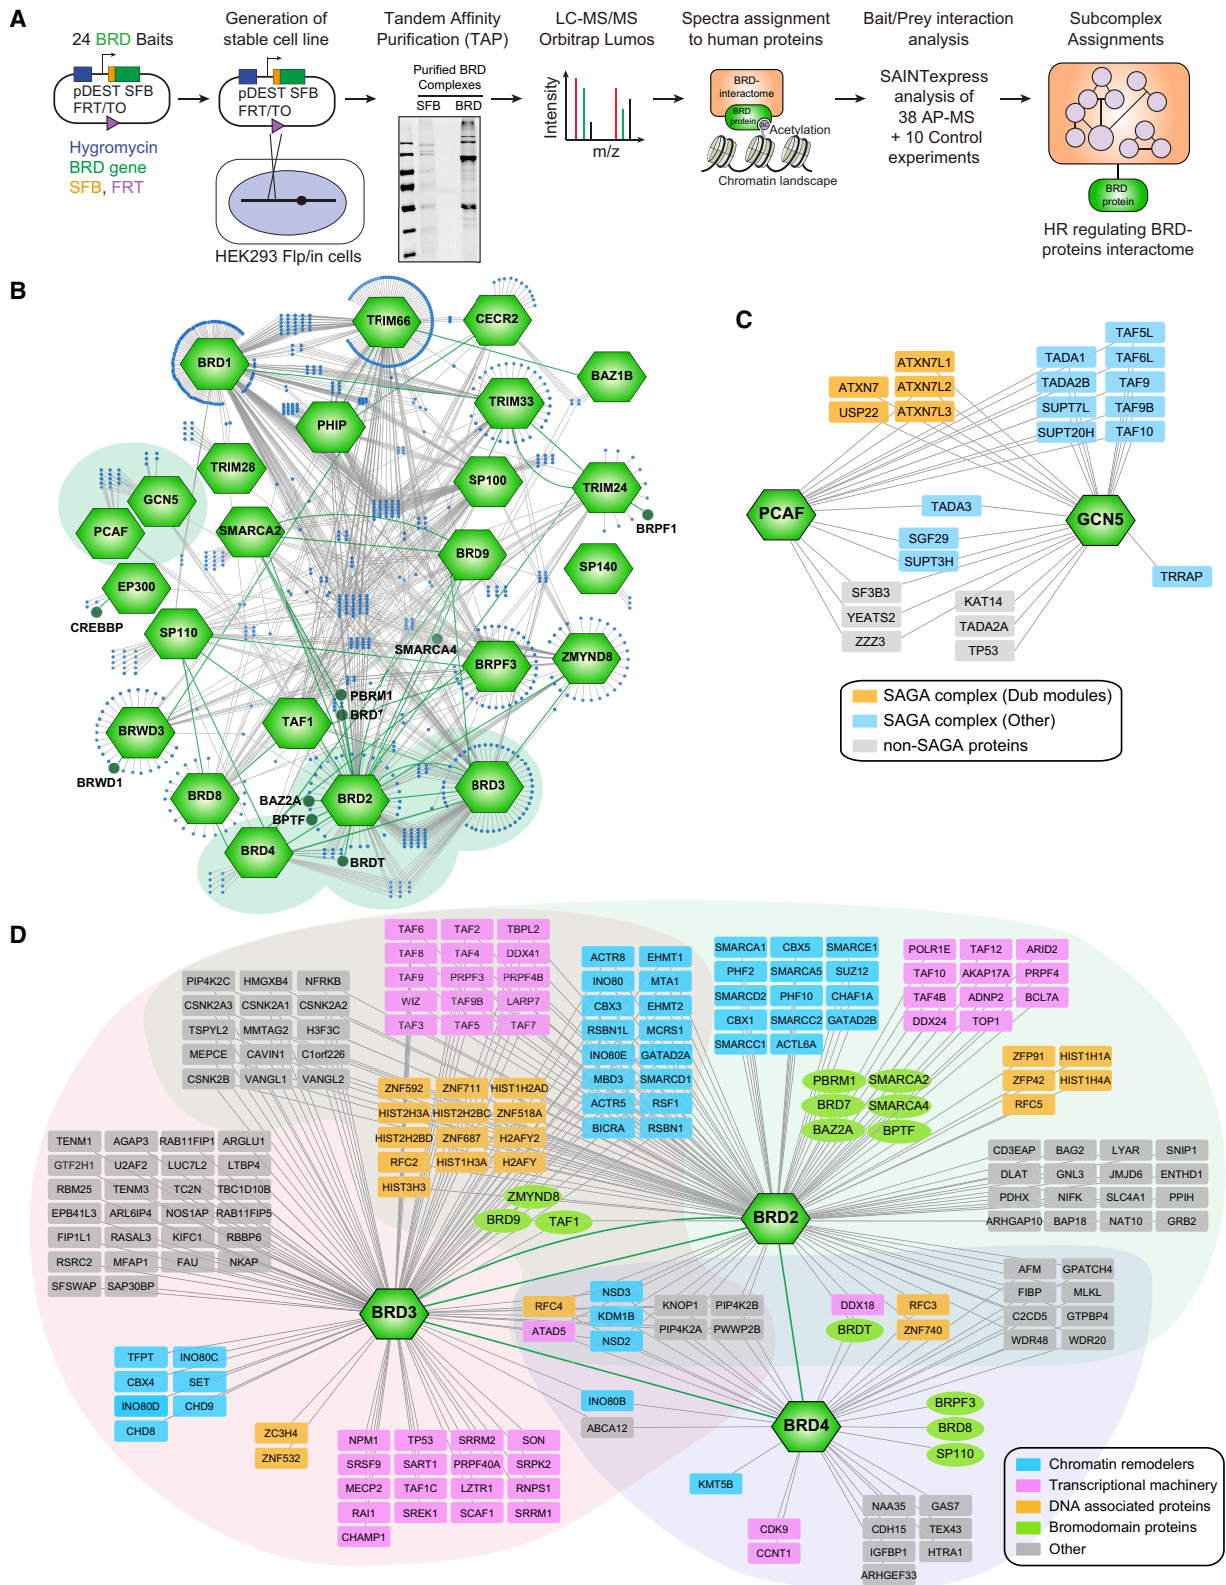 A
24 BRD Baits
pDEST SFB
FRT/TO
Hygromycin
BRD gene
SFB, FRT
Generation of
stable cell line
pDEST SFB
FRT/TO
HEK293 Flp/in cells
Tandem Affinity
Purification (TAP)
Purified BRD
Complexes
SFB BRD
LC-MS/MS
Orbitrap Lumos
Intensity
m/z
Spectra assignment
to human proteins
BRD-
interactome
BRD
protein
ac
Acetylation
Chromatin landscape
Bait/Prey interaction
analysis
SAINTexpress
analysis of
38 AP-MS
+ 10 Control
experiments
Subcomplex
Assignments
BRD
protein
HR regulating BRD-
proteins interactome
B
TRIM66
CECR2
BRD1
BAZ1B
TRIM33
PHIP
TRIM28
SP100
TRIM24
GCN5
BRPF1
PCAF
SMARCA2
BRD9
SP140
EP300
CREBBP
SP110
SMARCA4
BRPF3
ZMYND8
PBRM1
BRD7
TAF1
BRWD3
BRWD1
BRD8
BAZ2A
BRD2
BRD3
BPTF
BRD4
BRDT
C
TAF5L
ATXN7L1
TADA1
TAF6L
ATXN7
ATXN7L2
TADA2B
TAF9
USP22
ATXN7L3
SUPT7L
TAF9B
SUPT20H
TAF10
PCAF
TADA3
GCN5
SGF29
SUPT3H
TRRAP
SF3B3
KAT14
YEATS2
TADA2A
ZZZ3
TP53
SAGA complex (Dub modules)
SAGA complex (Other)
non-SAGA proteins
D
PIP4K2C HMGXB4 NFRKB
CSNK2A3 CSNK2A1 CSNK2A2
TSPYL2 MMTAG2 H3F3C
MEPCE CAVIN1 C1orf226
CSNK2B VANGL1 VANGL2
TAF6 TAF2 TBPL2
TAF8 TAF4 DDX41
TAF9 PRPF3 PRPF4B
WIZ TAF9B LARP7
TAF3 TAF5 TAF7
ACTR8 EHMT1
INO80 MTA1
CBX3 EHMT2
RSBN1L MCRS1
INO80E GATAD2A
MBD3 SMARCD1
ACTR5 RSF1
BICRA RSBN1
SMARCA1 CBX5 SMARCE1
PHF2 SMARCA5 SUZ12
SMARCD2 PHF10 CHAF1A
CBX1 SMARCC2 GATAD2B
SMARCC1 ACTL6A
POLR1E TAF12 ARID2
TAF10 AKAP17A PRPF4
TAF4B ADNP2 BCL7A
DDX24 TOP1
ZFP91 HIST1H1A
ZFP42 HIST1H4A
RFC5
PBRM1 SMARCA2
BRD7 SMARCA4
BAZ2A BPTF
ZNF592 ZNF711 HIST1H2AD
HIST2H3A HIST2H2BC ZNF518A
HIST2H2BD ZNF687 H2AFY2
RFC2 HIST1H3A H2AFY
HIST3H3
ZMYND8
BRD9 TAF1
TENM1 AGAP3 RAB11FIP1 ARGLU1
GTF2H1 U2AF2 LUC7L2 LTBP4
RBM25 TENM3 TC2N TBC1D10B
EPB41L3 ARL6IP4 NOS1AP RAB11FIP5
FIP1L1 RASAL3 KIFC1 RBBP6
RSRC2 MFAP1 FAU NKAP
SFSWAP SAP30BP
CD3EAP BAG2 LYAR SNIP1
DLAT GNL3 JMJD6 ENTHD1
PDHX NIFK SLC4A1 PPIH
ARHGAP10 BAP18 NAT10 GRB2
BRD2
BRD3
AFM GPATCH4
FIBP MLKL
C2CD5 GTPBP4
WDR48 WDR20
RFC4
ATAD5
NSD3
KDM1B
NSD2
KNOP1 PIP4K2B
PIP4K2A PWWP2B
DDX18
BRDT
RFC3
ZNF740
TFPT INO80C
CBX4 SET
INO80D CHD9
CHD8
ZC3H4
ZNF532
INO80B
ABCA12
BRD4
BRPF3
BRD8
SP110
NPM1 TP53 SRRM2 SON
SRSF9 SART1 PRPF40A SRPK2
MECP2 TAF1C LZTR1 RNPS1
RAI1 SREK1 SCAF1 SRRM1
CHAMP1
KMT5B
CDK9
CCNT1
NAA35 GAS7
CDH15 TEX43
IGFBP1 HTRA1
ARHGEF33
Chromatin remodelers
Transcriptional machinery
DNA associated proteins
Bromodomain proteins
Other